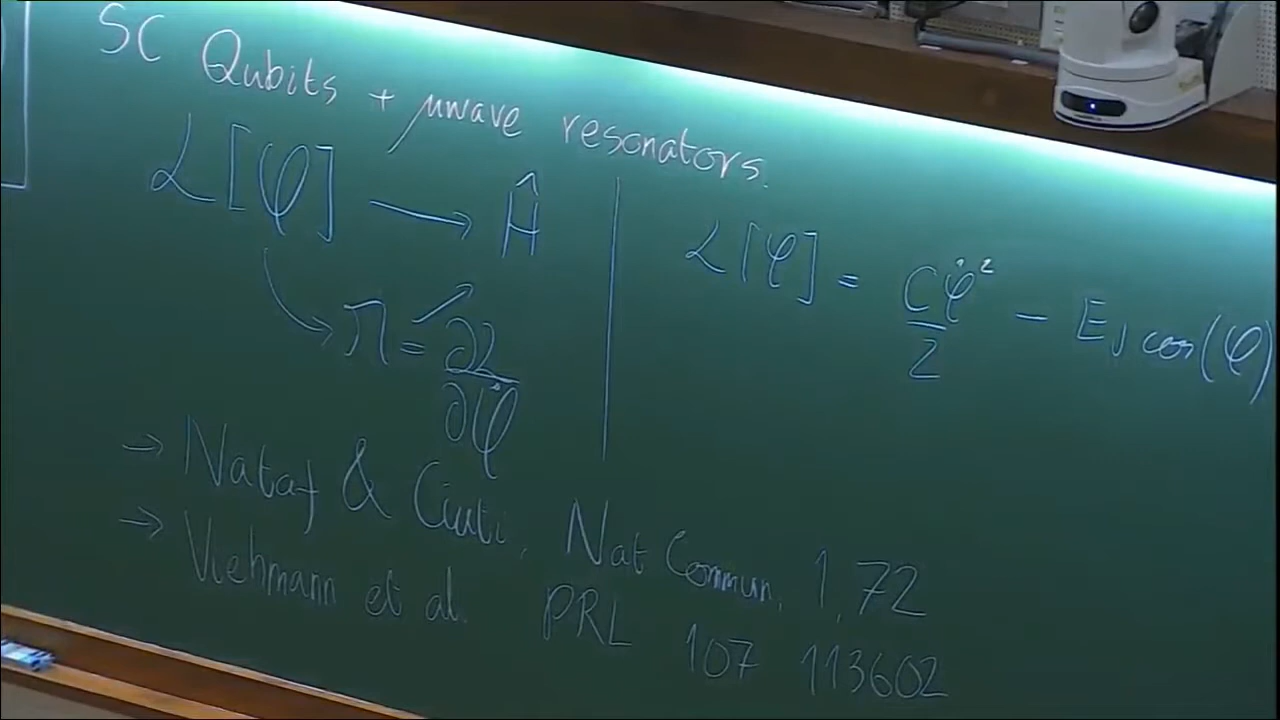 SC Qubits + μwave resonators.
ℒ[φ] → Ĥ
π = ∂ℒ/∂φ̇
ℒ[φ] = Cφ̇²/2 − E_J cos(φ)
→ Nataf & Ciuti, Nat Commun, 1, 72
→ Viehmann et al. PRL 107 113602